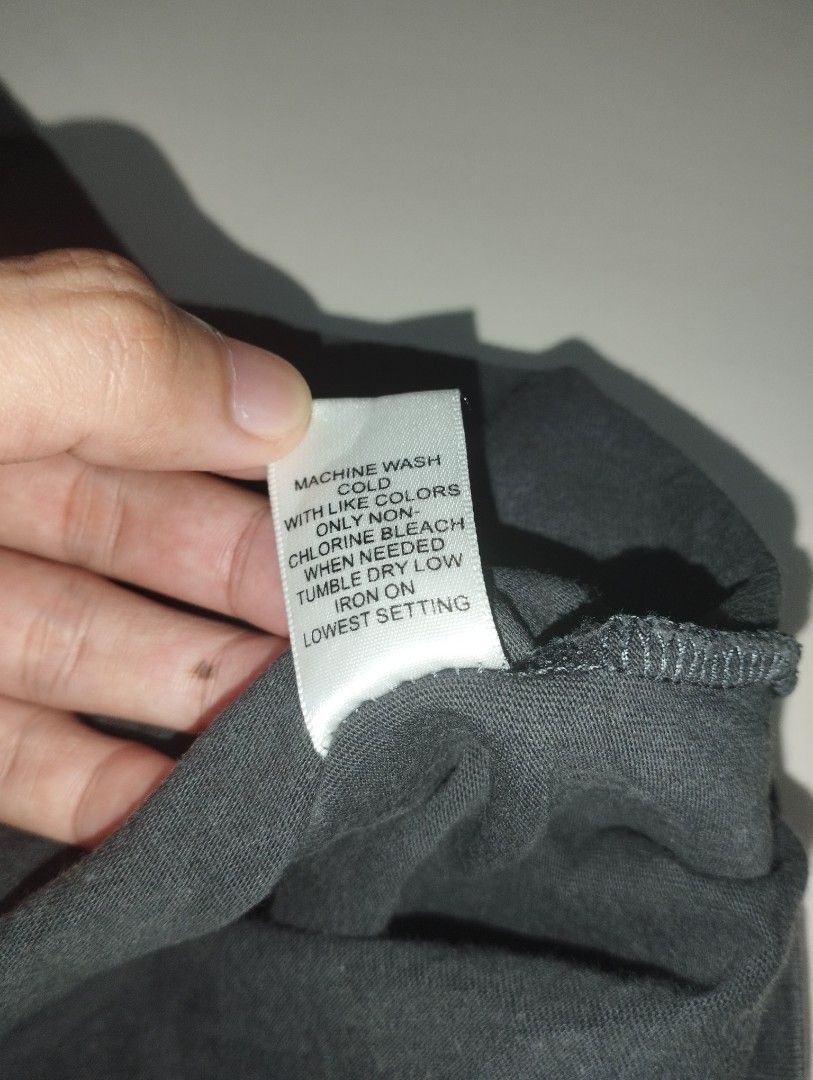 MACHINE WASH
COLD
WITH LIKE COLORS
ONLY NON-
CHLORINE BLEACH
WHEN NEEDED
TUMBLE DRY LOW
IRON ON
LOWEST SETTING